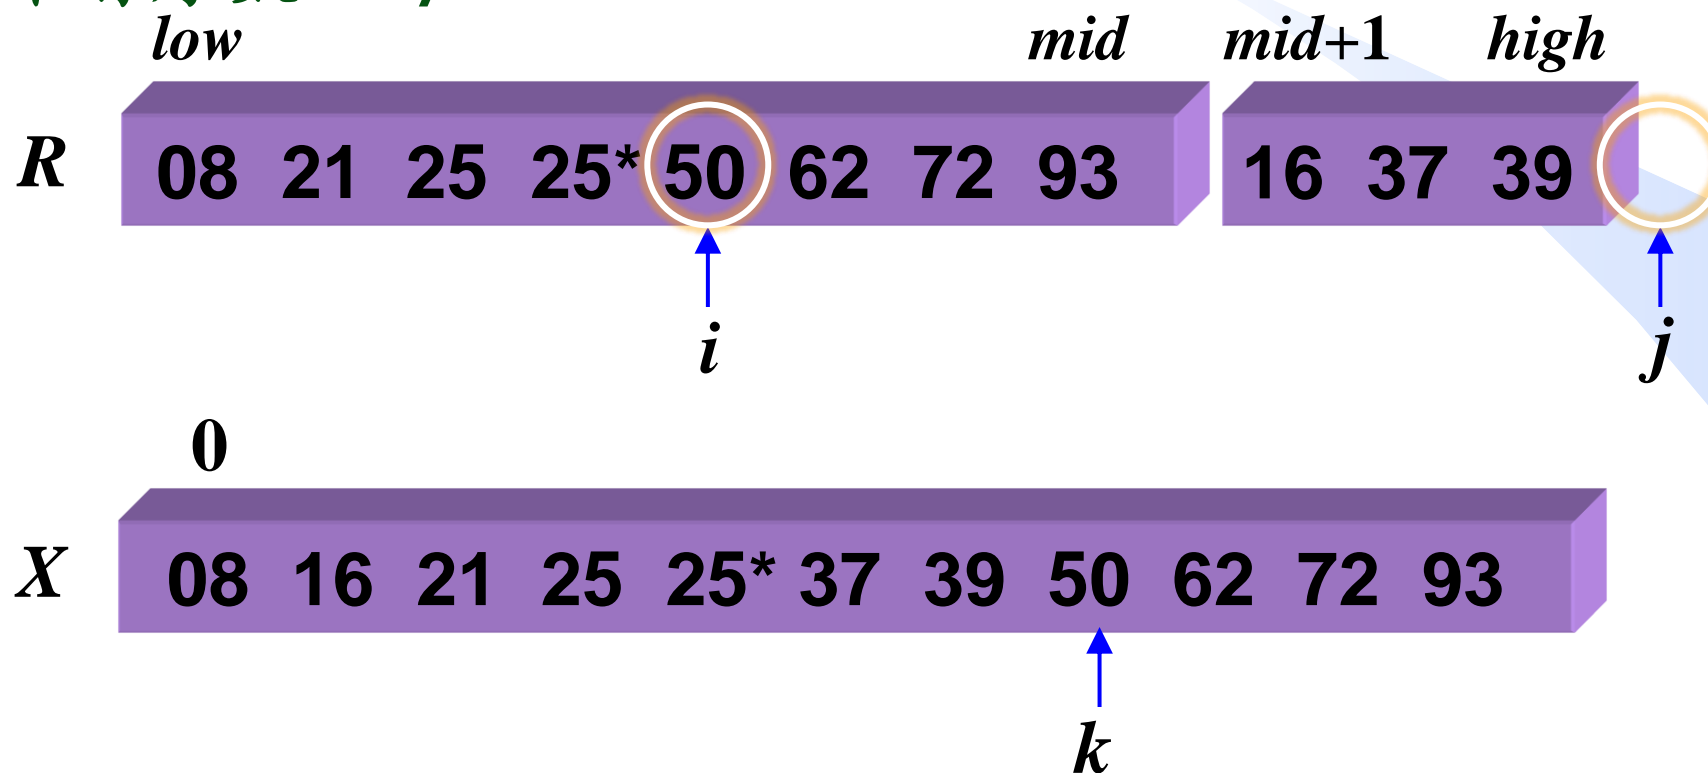 low mid mid+1 high
R 08 21 25 25* 50 62 72 93 16 37 39
i j
0
X 08 16 21 25 25* 37 39 50 62 72 93
k